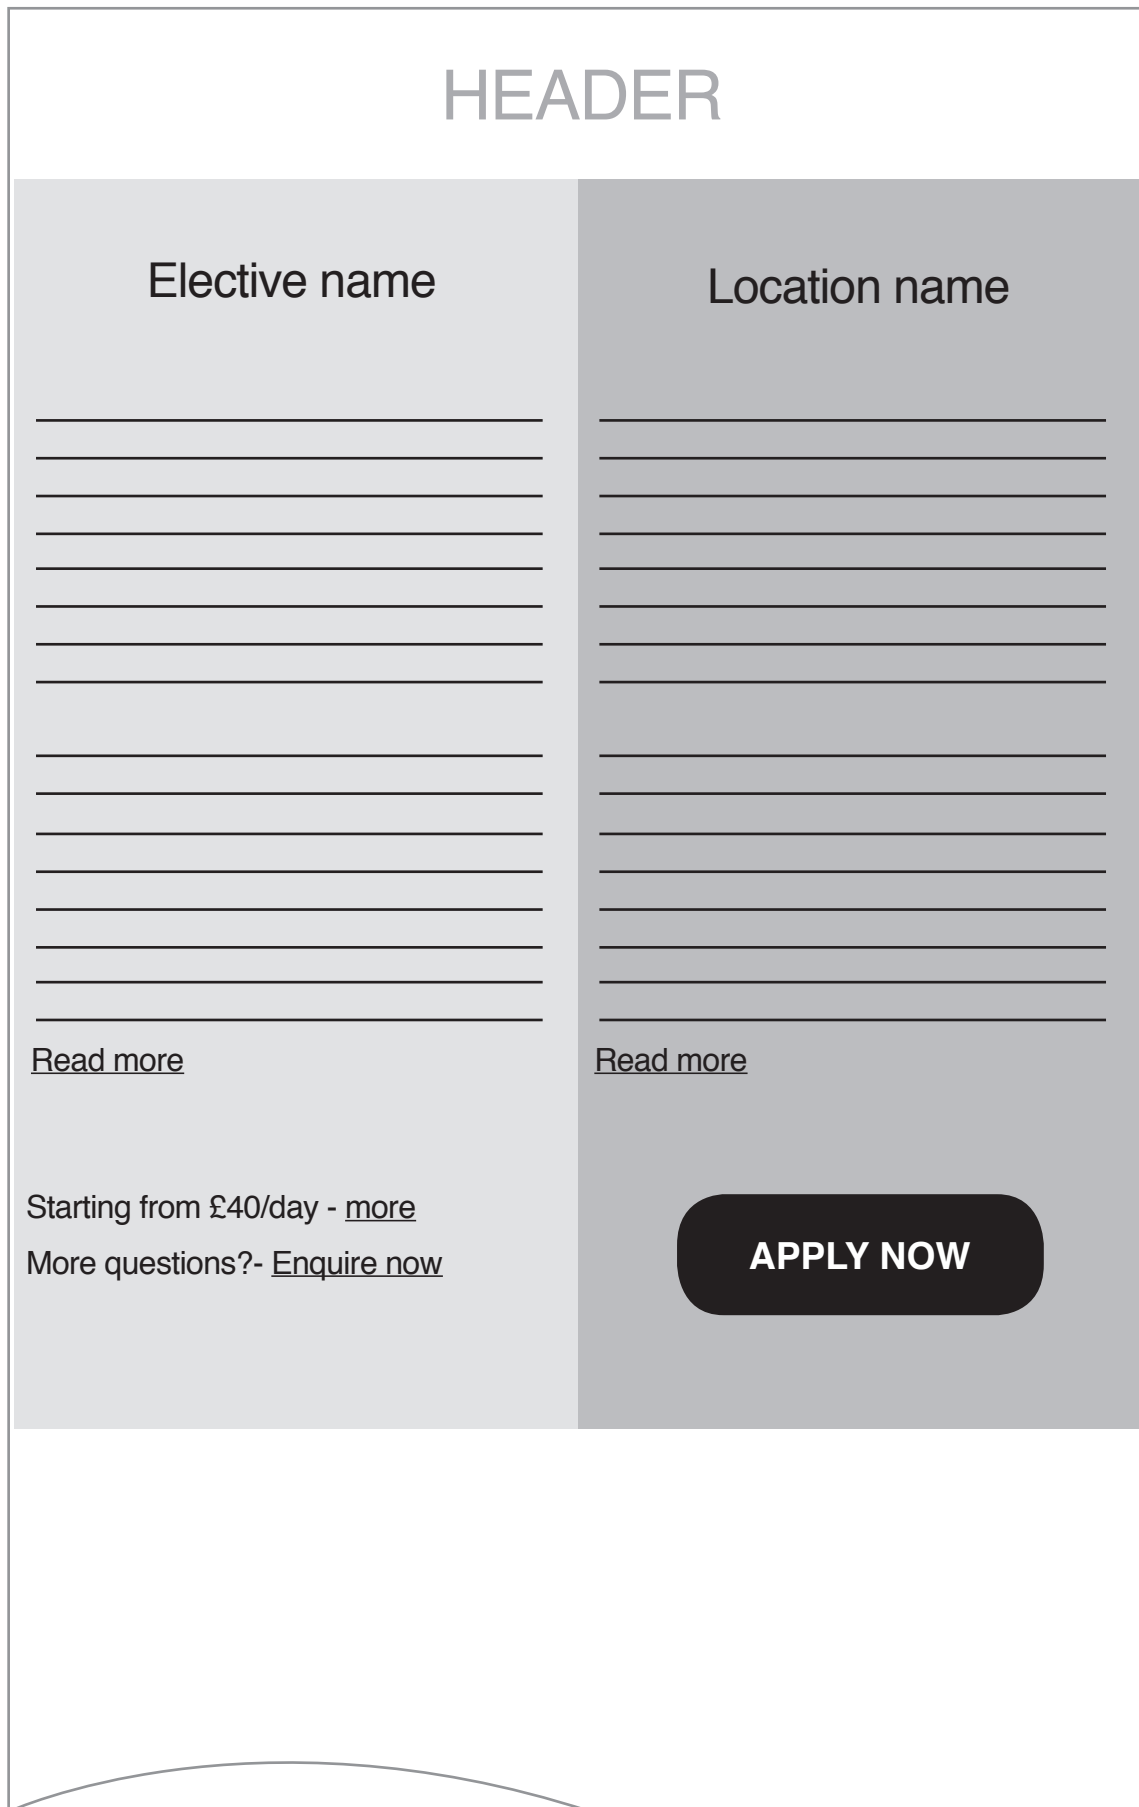 HEADER
Elective name
Location name
Read more
Read more
Starting from £40/day - more
More questions?- Enquire now
APPLY NOW